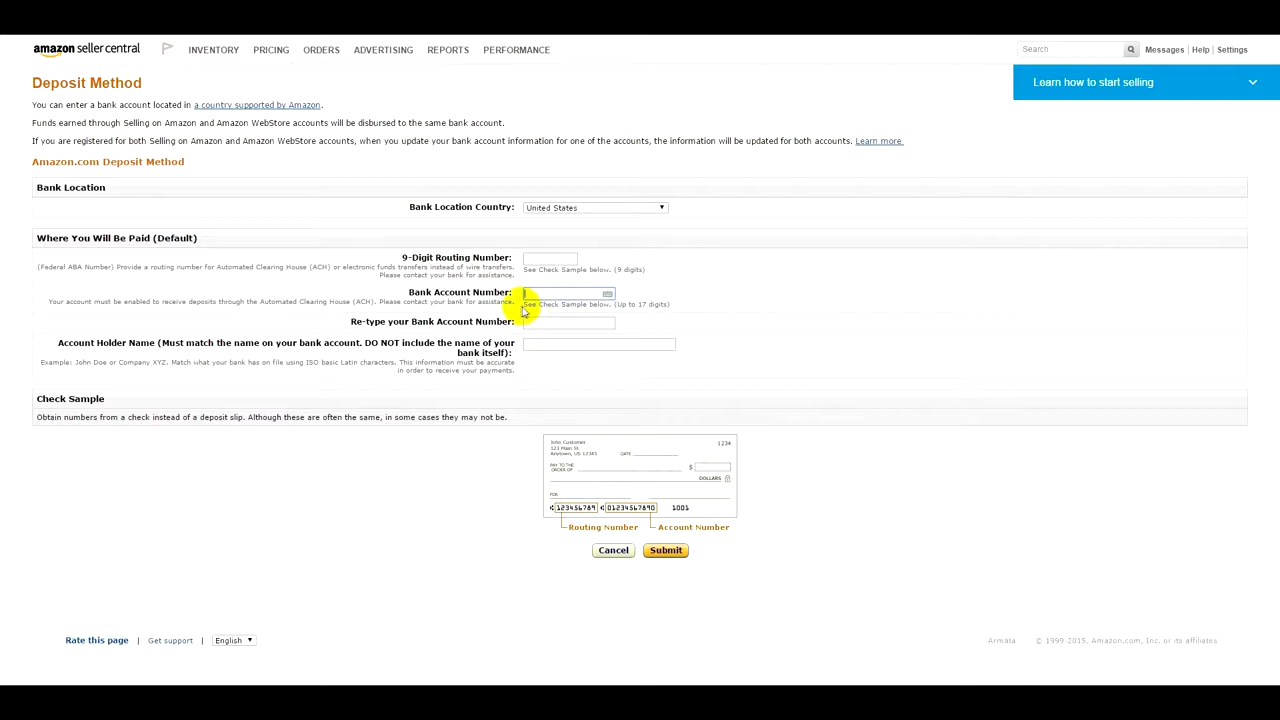 amazon seller central
INVENTORY PRICING ORDERS ADVERTISING REPORTS PERFORMANCE
Search
Messages | Help | Settings
Deposit Method
Learn how to start selling
You can enter a bank account located in a country supported by Amazon.
Funds earned through Selling on Amazon and Amazon WebStore accounts will be disbursed to the same bank account.
If you are registered for both Selling on Amazon and Amazon WebStore accounts, when you update your bank account information for one of the accounts, the information will be updated for both accounts. Learn more
Amazon.com Deposit Method
Bank Location
Bank Location Country: United States
Where You Will Be Paid (Default)
9-Digit Routing Number:
(Federal ABA Number) Provide a routing number for Automated Clearing House (ACH) or electronic funds transfers instead of wire transfers.
Please contact your bank for assistance.
See Check Sample below. (9 digits)
Bank Account Number:
Your account must be enabled to receive deposits through the Automated Clearing House (ACH). Please contact your bank for assistance.
See Check Sample below. (Up to 17 digits)
Re-type your Bank Account Number:
Account Holder Name (Must match the name on your bank account. DO NOT include the name of your
bank itself):
Example: John Doe or Company XYZ. Match what your bank has on file using ISO basic Latin characters. This information must be accurate
in order to receive your payments.
Check Sample
Obtain numbers from a check instead of a deposit slip. Although these are often the same, in some cases they may not be.
John Customer
123 Main St.
Anytown, US 12345
DATE
1234
PAY TO THE
ORDER OF
$
DOLLARS
FOR
123456789 01234567890 1001
Routing Number Account Number
Cancel Submit
Rate this page | Get support | English
Armata © 1999-2015, Amazon.com, Inc. or its affiliates